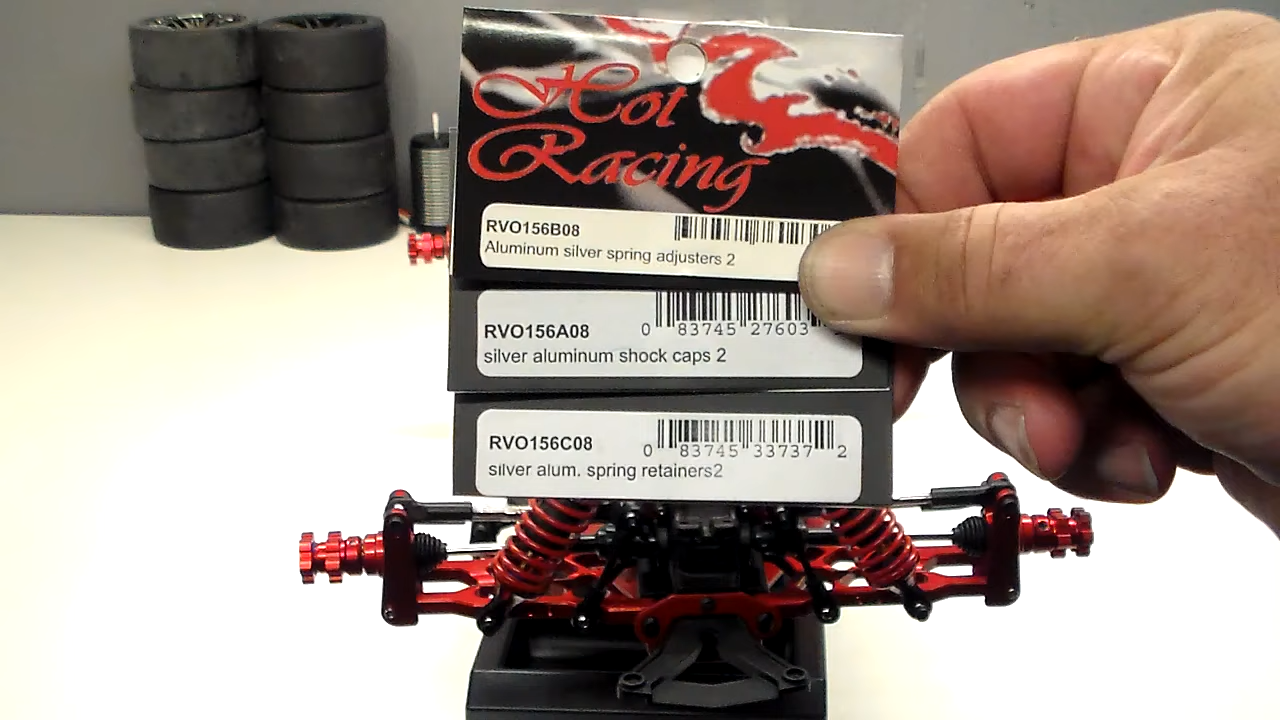 Hot
Racing
RVO156B08
Aluminum silver spring adjusters 2
RVO156A08
0 83745 27603
silver aluminum shock caps 2
RVO156C08
0 83745 33737 2
silver alum. spring retainers2